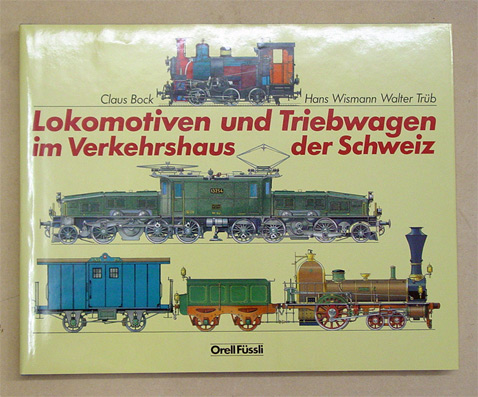 Claus Bock Hans Wismann Walter Trüb
Lokomotiven und Triebwagen
im Verkehrshaus der Schweiz
Orell Füssli